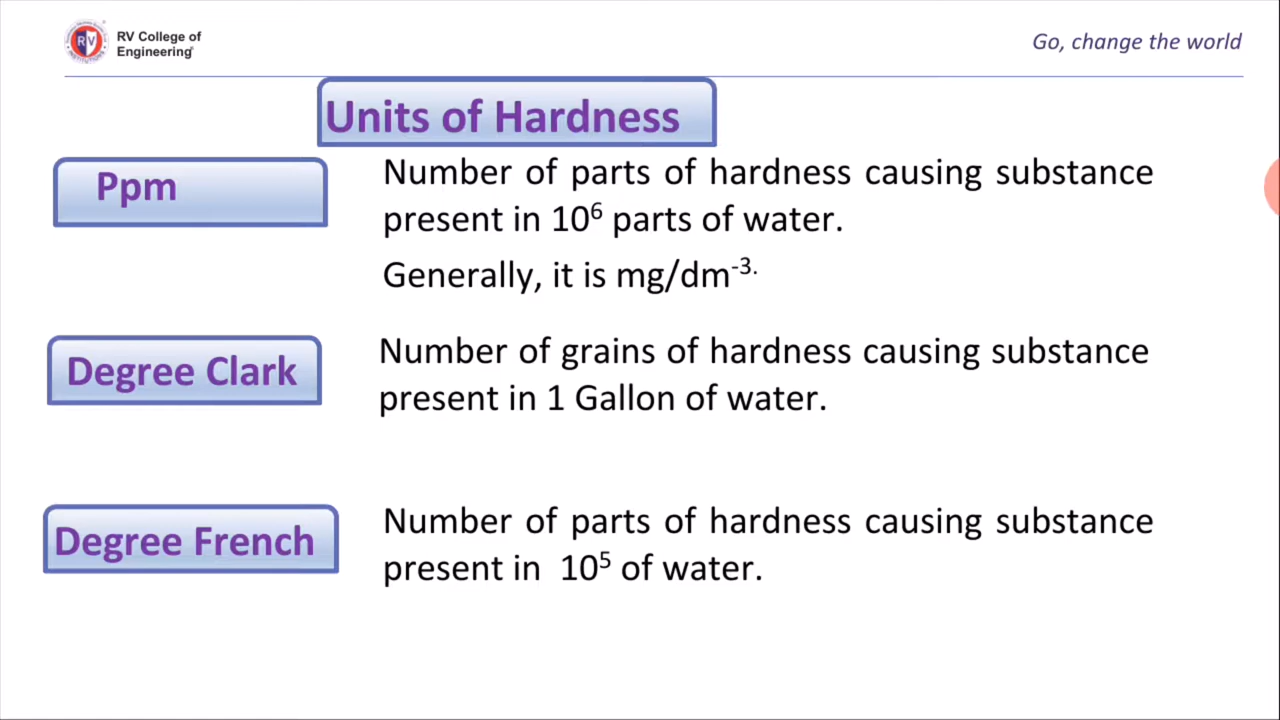 RV College of
Engineering
Go, change the world
Units of Hardness
Ppm
Number of parts of hardness causing substance
present in 10⁶ parts of water.
Generally, it is mg/dm⁻³·
Degree Clark
Number of grains of hardness causing substance
present in 1 Gallon of water.
Degree French
Number of parts of hardness causing substance
present in 10⁵ of water.